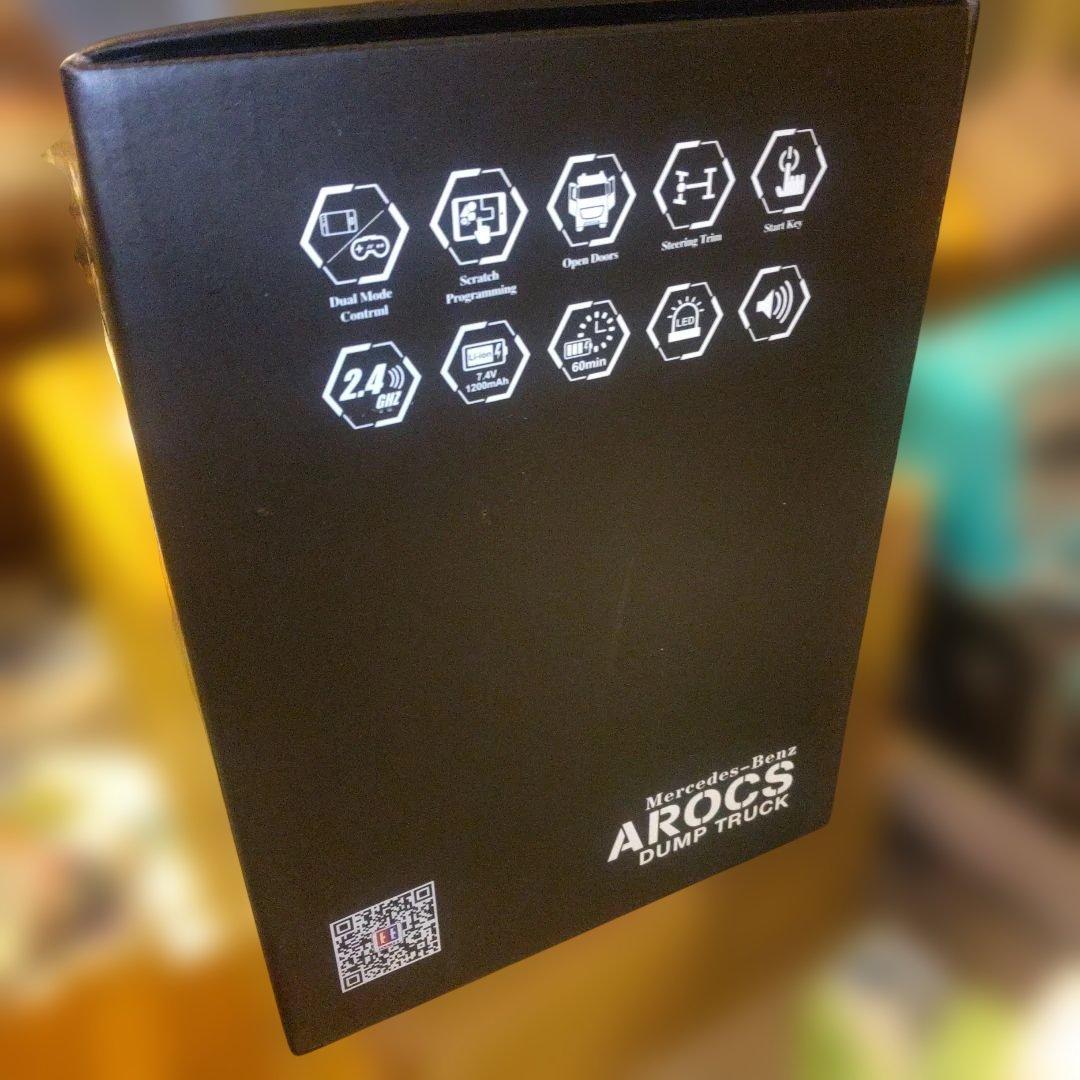 Dual Mode
Contrnl
Scratch
Programming
Open Doors
Steering Trim
Start Key
2.4
GHZ
Li-ion
7.4V
1200mAh
60min
LED
Mercedes-Benz
AROCS
DUMP TRUCK